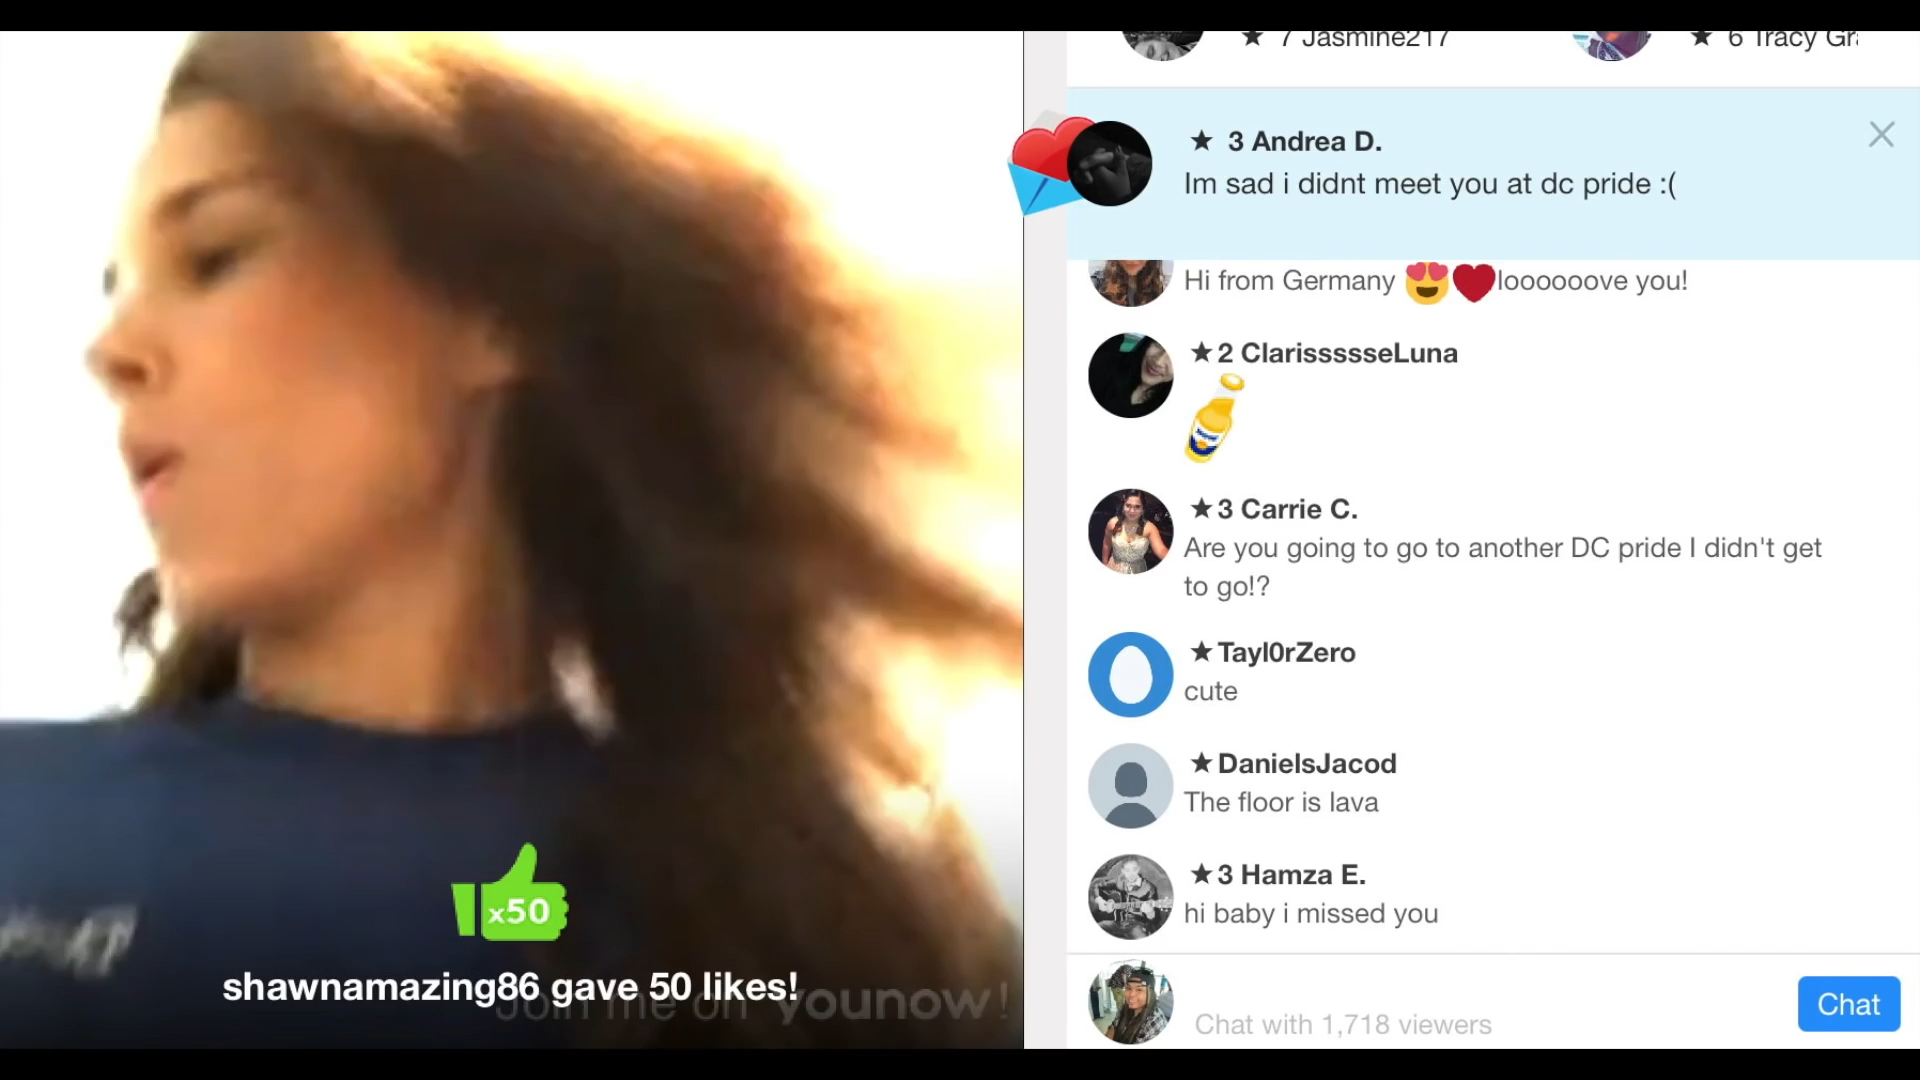 ★ 7 Jasmine217
★ 6 Tracy Gr
★ 3 Andrea D.
Im sad i didnt meet you at dc pride :(
Hi from Germany 😍❤looooove you!
★2 ClarisssssseLuna
★3 Carrie C.
Are you going to go to another DC pride I didn't get
to go!?
★Tayl0rZero
cute
★DanielsJacod
The floor is lava
★3 Hamza E.
hi baby i missed you
x50
shawnamazing86 gave 50 likes!
Join me on younow!
Chat with 1,718 viewers
Chat